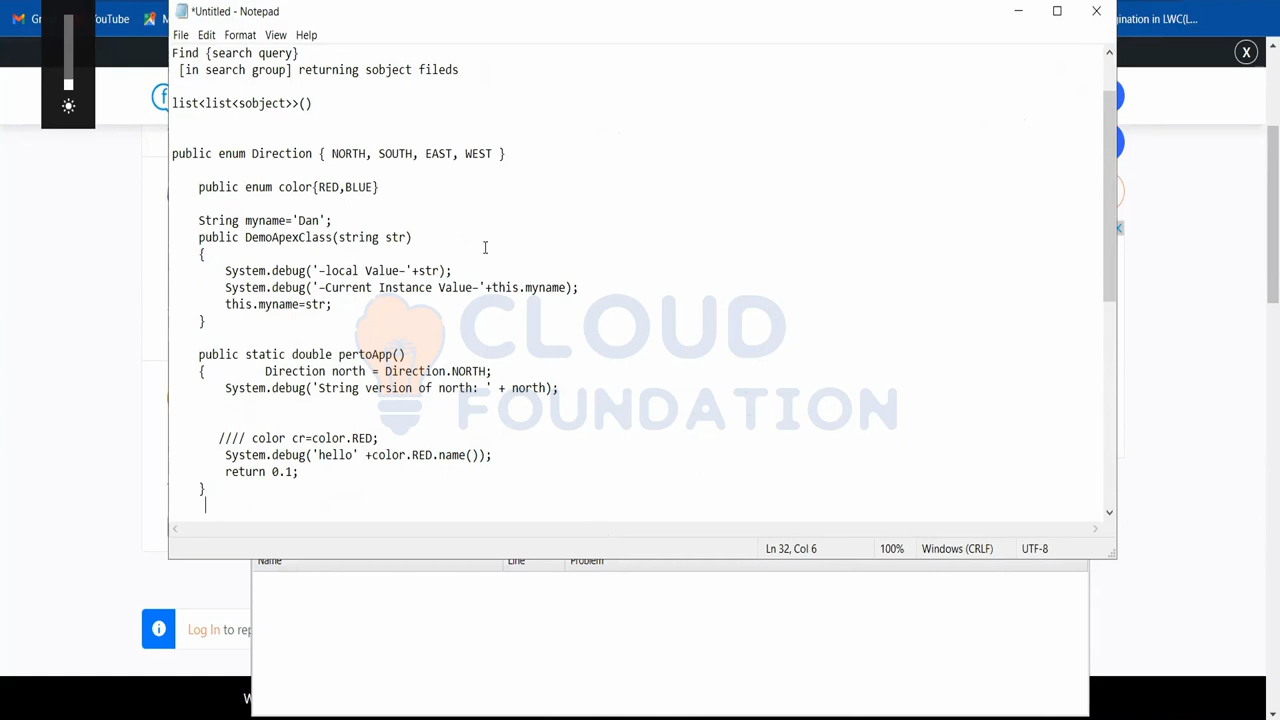 Gr
YouTube
M
*Untitled - Notepad
gination in LWC(L...
File Edit Format View Help
X
Find {search query}
[in search group] returning sobject fileds
list<list<sobject>>()
public enum Direction { NORTH, SOUTH, EAST, WEST }
public enum color{RED,BLUE}
String myname='Dan';
public DemoApexClass(string str)
{
System.debug('-local Value-'+str);
System.debug('-Current Instance Value-'+this.myname);
this.myname=str;
}
public static double pertoApp()
{ Direction north = Direction.NORTH;
System.debug('String version of north: ' + north);
//// color cr=color.RED;
System.debug('hello' +color.RED.name());
return 0.1;
}
CLOUD
FOUNDATION
Ln 32, Col 6 100% Windows (CRLF) UTF-8
Name Line Problem
Log In to rep
W